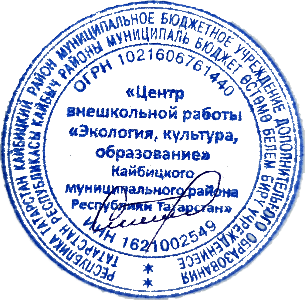 РЕСПУБЛИКА ТАТАРСТАН КАЙБИЦКИЙ РАЙОН МУНИЦИПАЛЬНОЕ БЮДЖЕТНОЕ УЧРЕЖДЕНИЕ ДОПОЛНИТЕЛЬНОГО ОБРАЗОВАНИЯ
ТАТАРСТАН РЕСПУБЛИКАСЫ КАЙБЫЧ РАЙОНЫ МУНИЦИПАЛЬ БЮДЖЕТ ӨСТӘМӘ БЕЛЕМ БИРҮ УЧРЕЖДЕНИЕСЕ
ОГРН 1021606761440
«Центр
внешкольной работы
«Экология, культура,
образование»
Кайбицкого
муниципального района
Республики Татарстан»
ИНН 1621002549